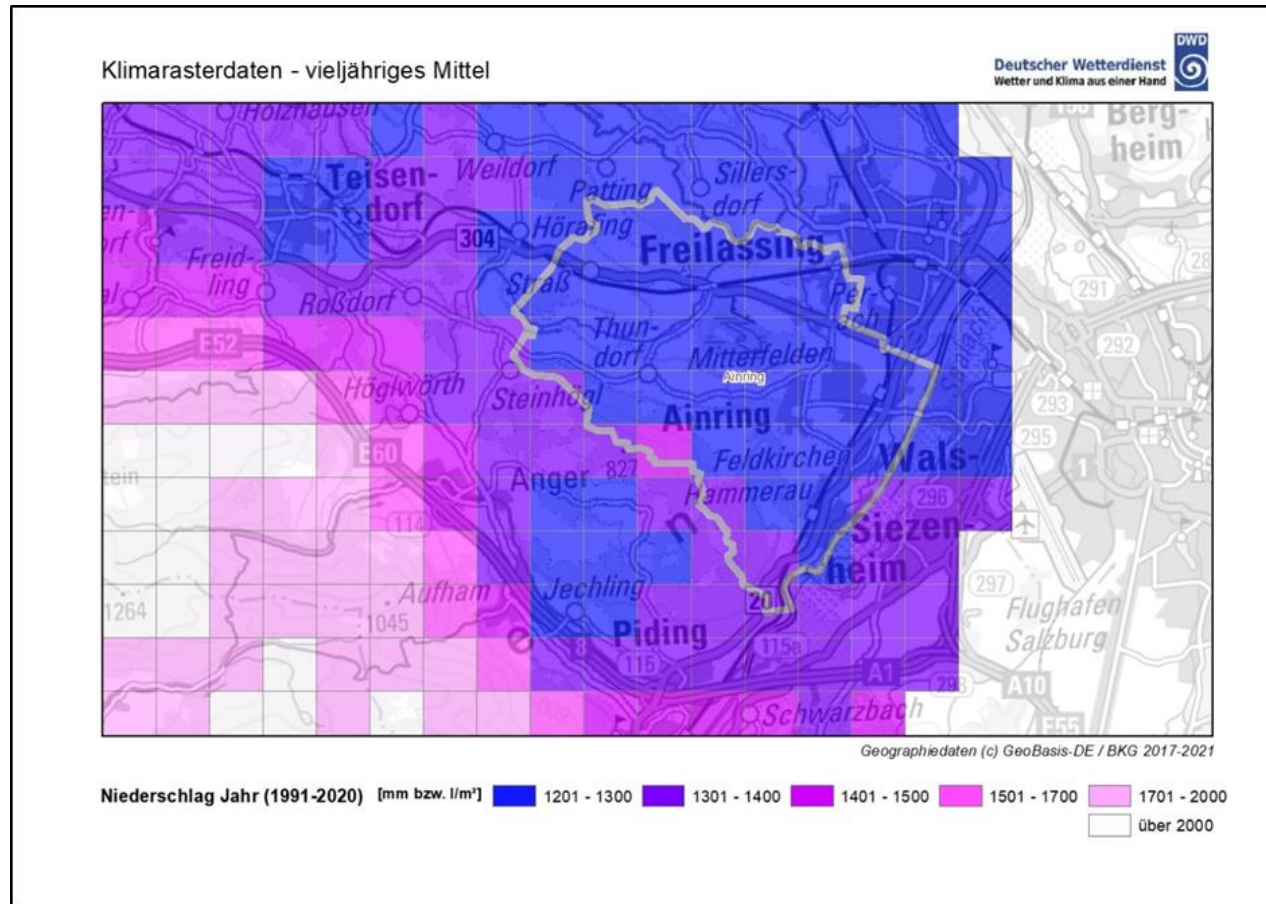 DWD
Klimarasterdaten - vieljähriges Mittel
Deutscher Wetterdienst
Wetter und Klima aus einer Hand
Holzhausen
Berg-
heim
Teisen-
dorf
Weildorf
Patting
Sillers-
dorf
304
Höraflng
Freilassing
Freid-
ling
Straß
291
Roßdorf
E52
Thun-
dorf
Mitterfelden
Saalach
292
Ainring
Höglwörth
Steinhögl
293
Ainring
295
E60
Feldkirchen
Wals-
1
Anger
827
Hammerau
296
114
n
Siezen-
heim
297
1264
Aufham
Jechling
20
Flughafen
Salzburg
1045
e
Piding
8
115
115a
A1
A10
Schwarzbach
E55
Geographiedaten (c) GeoBasis-DE / BKG 2017-2021
Niederschlag Jahr (1991-2020) [mm bzw. l/m²] 1201 - 1300 1301 - 1400 1401 - 1500 1501 - 1700 1701 - 2000
über 2000